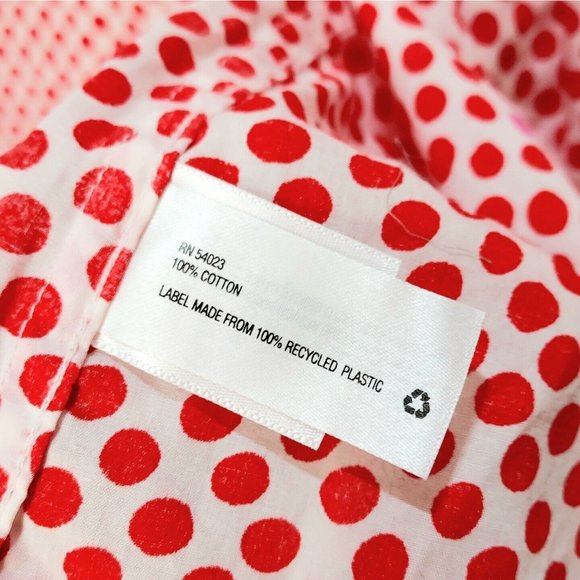 RN 54023
100% COTTON
LABEL MADE FROM 100% RECYCLED PLASTIC